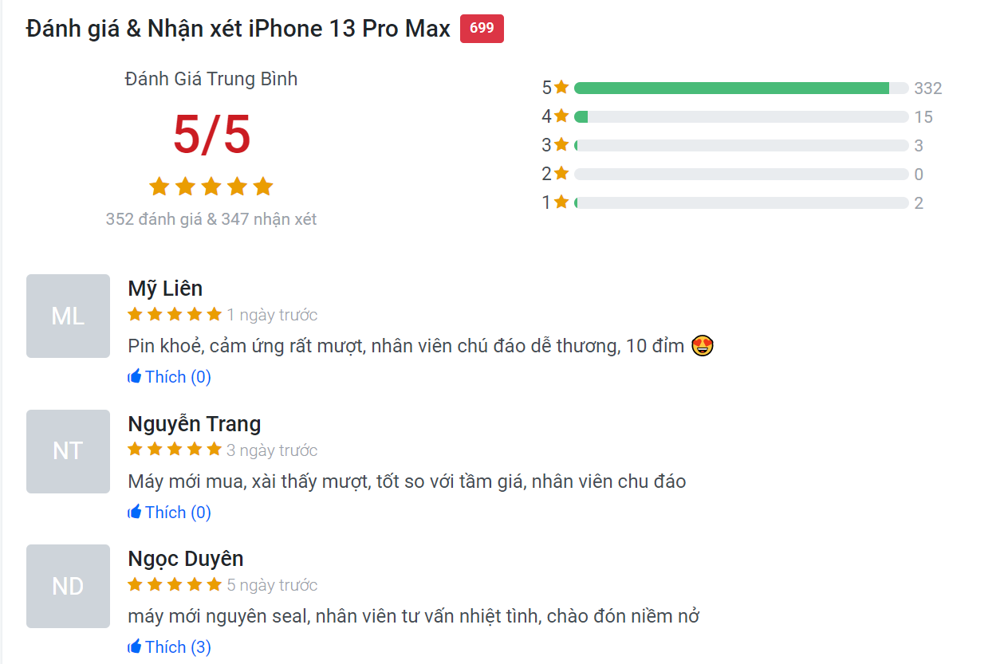 Đánh giá & Nhận xét iPhone 13 Pro Max 699
Đánh Giá Trung Bình
5/5
352 đánh giá & 347 nhận xét
5 332
4 15
3 3
2 0
1 2
ML
Mỹ Liên
1 ngày trước
Pin khoẻ, cảm ứng rất mượt, nhân viên chú đáo dễ thương, 10 đỉm 😍
Thích (0)
NT
Nguyễn Trang
3 ngày trước
Máy mới mua, xài thấy mượt, tốt so với tầm giá, nhân viên chu đáo
Thích (0)
ND
Ngọc Duyên
5 ngày trước
máy mới nguyên seal, nhân viên tư vấn nhiệt tình, chào đón niềm nở
Thích (3)